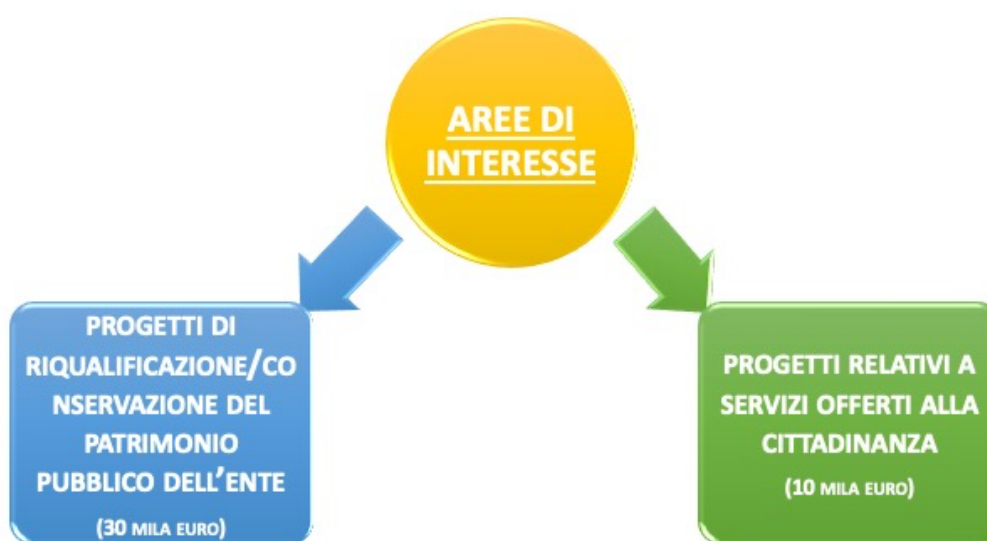 AREE DI
INTERESSE
PROGETTI DI
RIQUALIFICAZIONE/CO
NSERVAZIONE DEL
PATRIMONIO
PUBBLICO DELL'ENTE
(30 MILA EURO)
PROGETTI RELATIVI A
SERVIZI OFFERTI ALLA
CITTADINANZA
(10 MILA EURO)